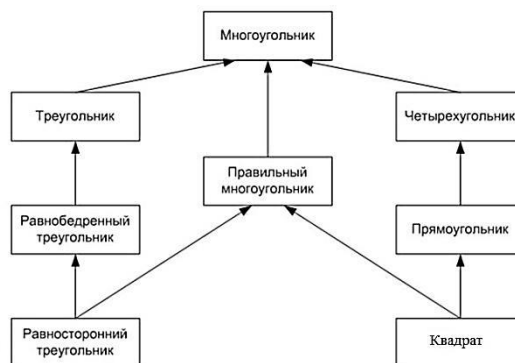 Многоугольник
Треугольник
Четырехугольник
Правильный
многоугольник
Равнобедренный
треугольник
Прямоугольник
Равносторонний
треугольник
Квадрат